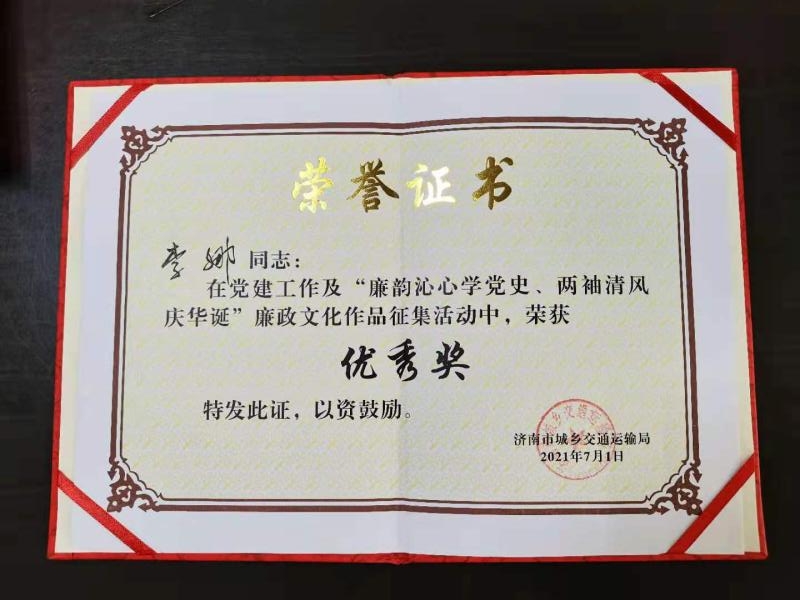 荣誉证书
李娜 同志：
在党建工作及“廉韵沁心学党史、两袖清风
庆华诞”廉政文化作品征集活动中，荣获
优秀奖
特发此证，以资鼓励。
济南市城乡交通运输局
2021年7月1日